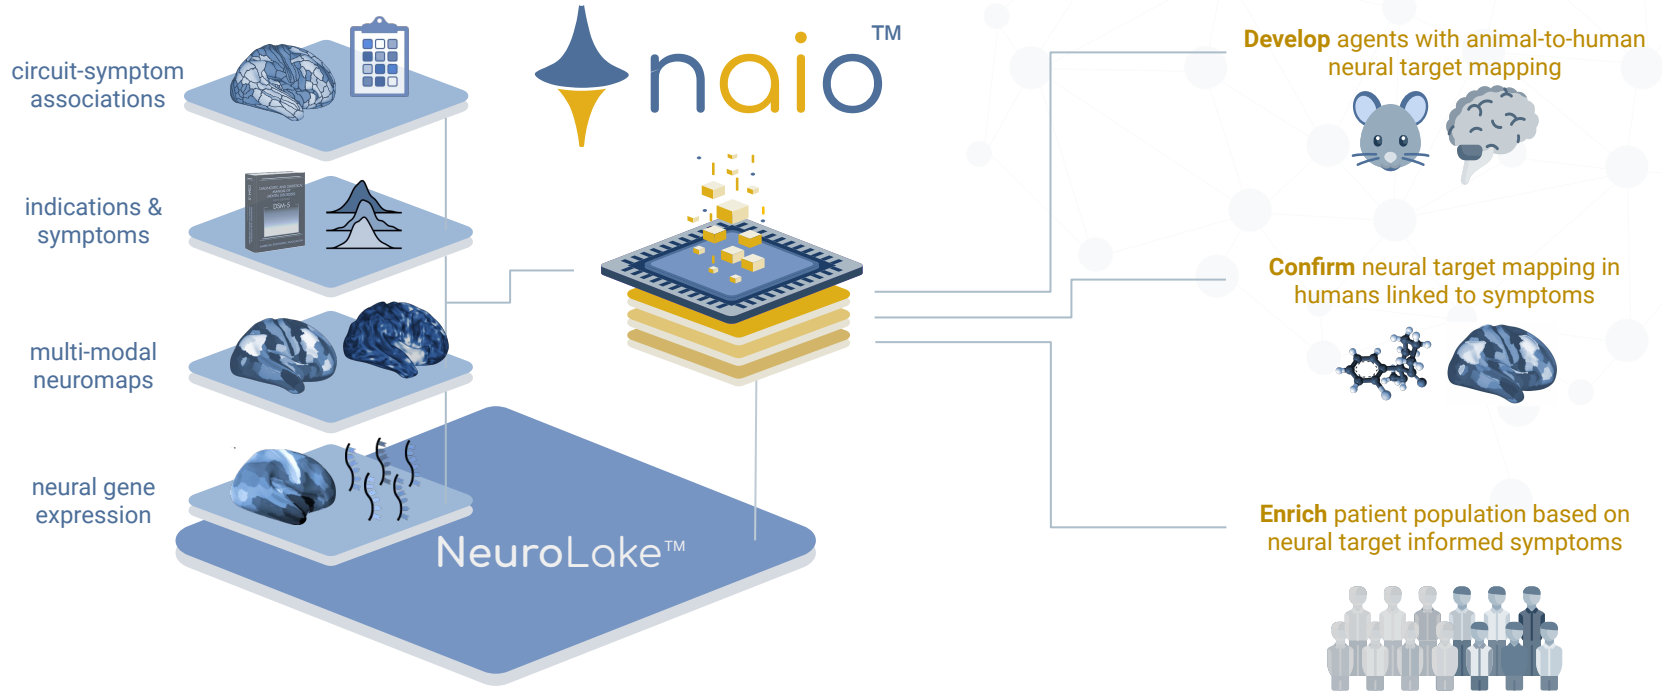 circuit-symptom
associations
indications &
symptoms
DSM-5
multi-modal
neuromaps
neural gene
expression
NeuroLake™
naio™
Develop agents with animal-to-human
neural target mapping
Confirm neural target mapping in
humans linked to symptoms
Enrich patient population based on
neural target informed symptoms